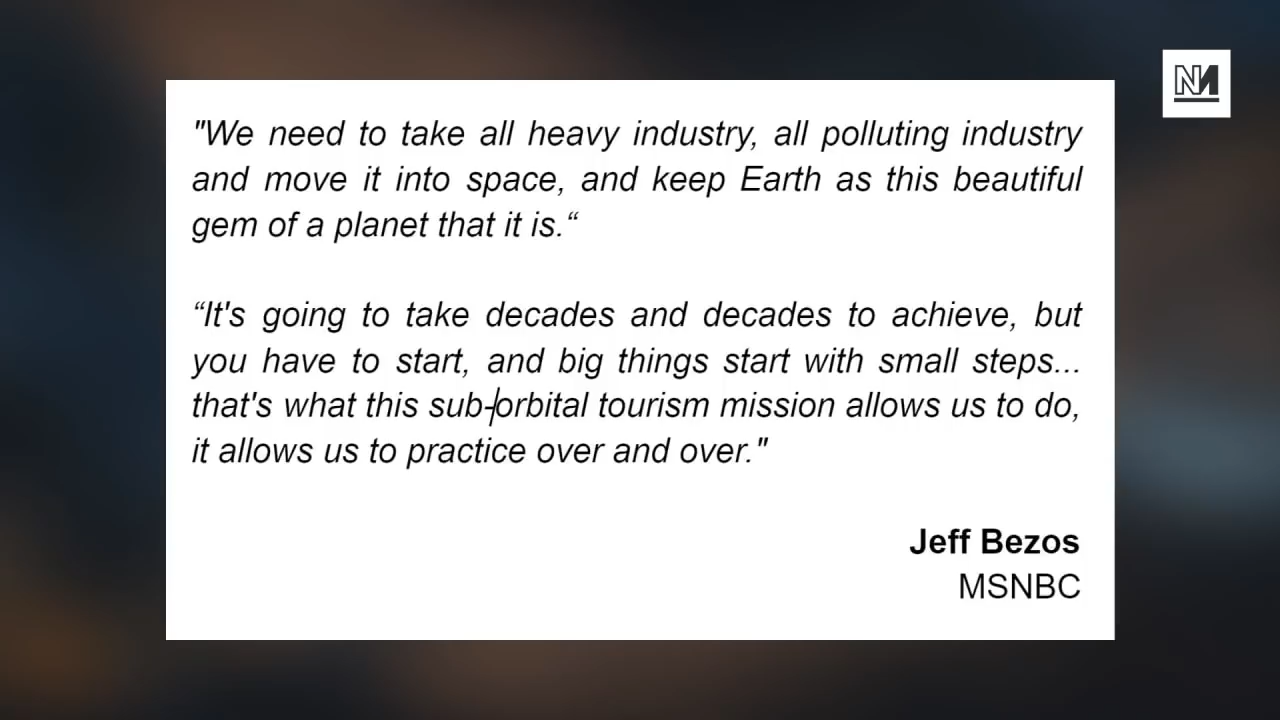 "We need to take all heavy industry, all polluting industry
and move it into space, and keep Earth as this beautiful
gem of a planet that it is.“
“It's going to take decades and decades to achieve, but
you have to start, and big things start with small steps...
that's what this sub-orbital tourism mission allows us to do,
it allows us to practice over and over."
Jeff Bezos
MSNBC
NM